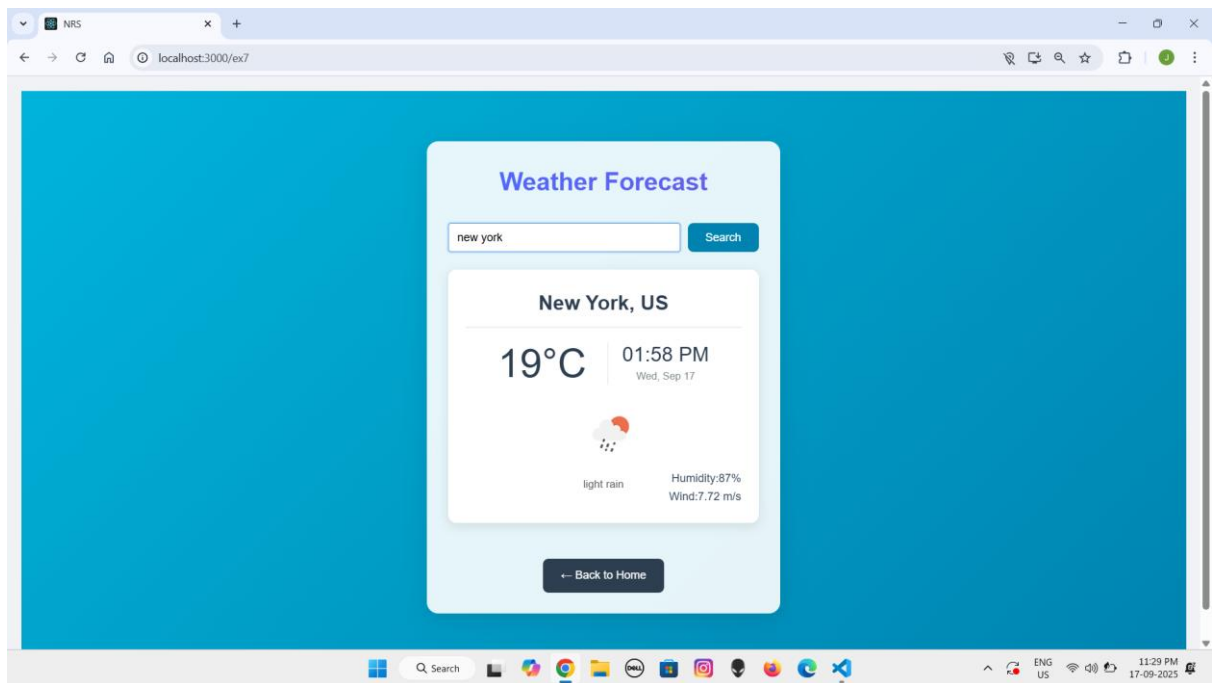 NRS
localhost:3000/ex7
J
Weather Forecast
new york
Search
New York, US
19°C
01:58 PM
Wed, Sep 17
light rain
Humidity:87%
Wind:7.72 m/s
← Back to Home
Search
DELL
ENG
US
11:29 PM
17-09-2025